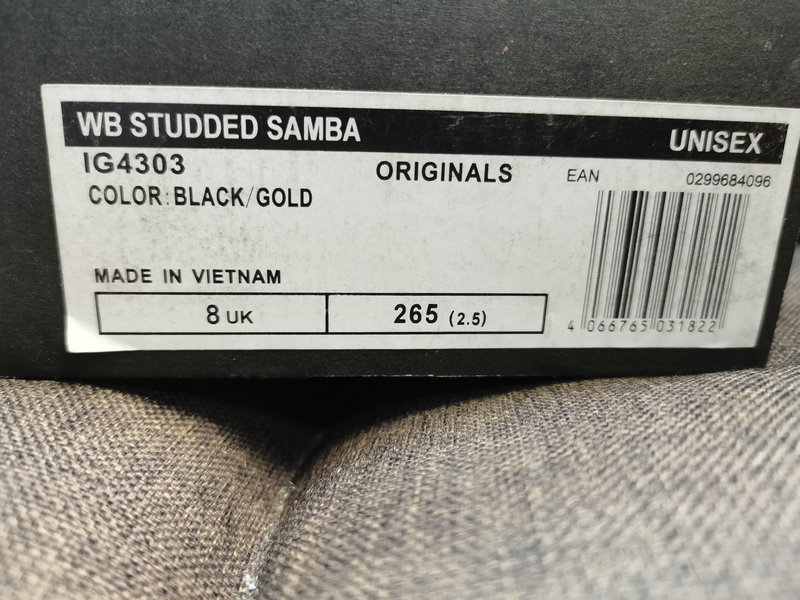 WB STUDDED SAMBA
UNISEX
IG4303
ORIGINALS
EAN
0299684096
COLOR:BLACK/GOLD
MADE IN VIETNAM
8 UK
265 (2.5)
4 066765 031822